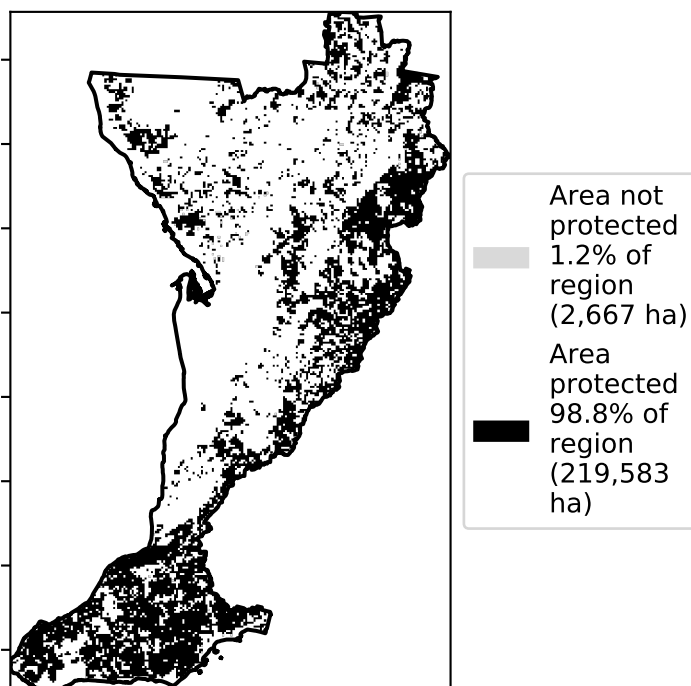 Area not
protected
1.2% of
region
(2,667 ha)
Area
protected
98.8% of
region
(219,583
ha)